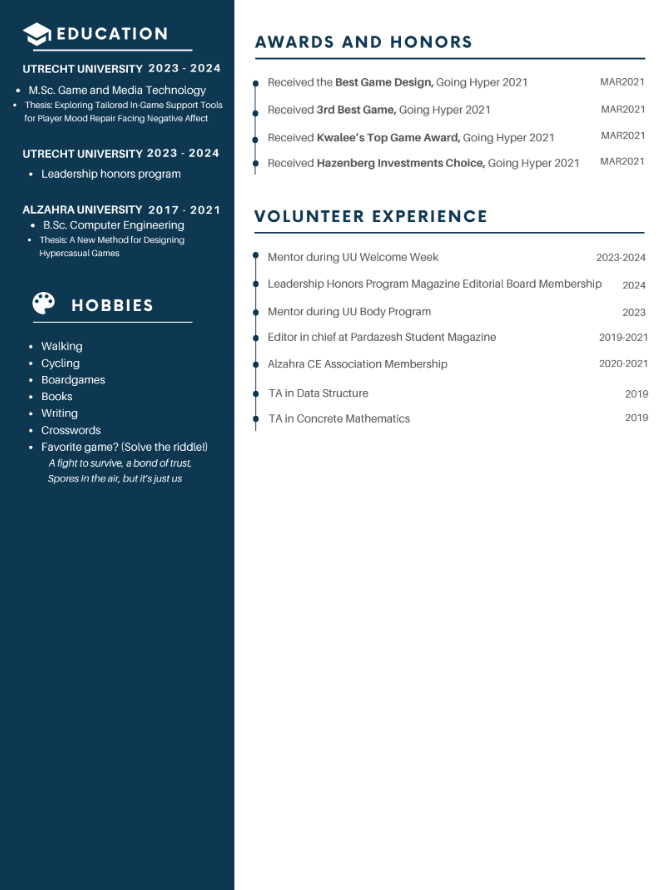 EDUCATION
UTRECHT UNIVERSITY 2023 - 2024
• M.Sc. Game and Media Technology
• Thesis: Exploring Tailored In-Game Support Tools
for Player Mood Repair Facing Negative Affect
UTRECHT UNIVERSITY 2023 - 2024
• Leadership honors program
ALZAHRA UNIVERSITY 2017 - 2021
• B.Sc. Computer Engineering
• Thesis: A New Method for Designing
Hypercasual Games
HOBBIES
• Walking
• Cycling
• Boardgames
• Books
• Writing
• Crosswords
• Favorite game? (Solve the riddle!)
A fight to survive, a bond of trust,
Spores in the air, but it's just us
AWARDS AND HONORS
Received the Best Game Design, Going Hyper 2021 MAR2021
Received 3rd Best Game, Going Hyper 2021 MAR2021
Received Kwalee's Top Game Award, Going Hyper 2021 MAR2021
Received Hazenberg Investments Choice, Going Hyper 2021 MAR2021
VOLUNTEER EXPERIENCE
Mentor during UU Welcome Week 2023-2024
Leadership Honors Program Magazine Editorial Board Membership 2024
Mentor during UU Body Program 2023
Editor in chief at Pardazesh Student Magazine 2019-2021
Alzahra CE Association Membership 2020-2021
TA in Data Structure 2019
TA in Concrete Mathematics 2019